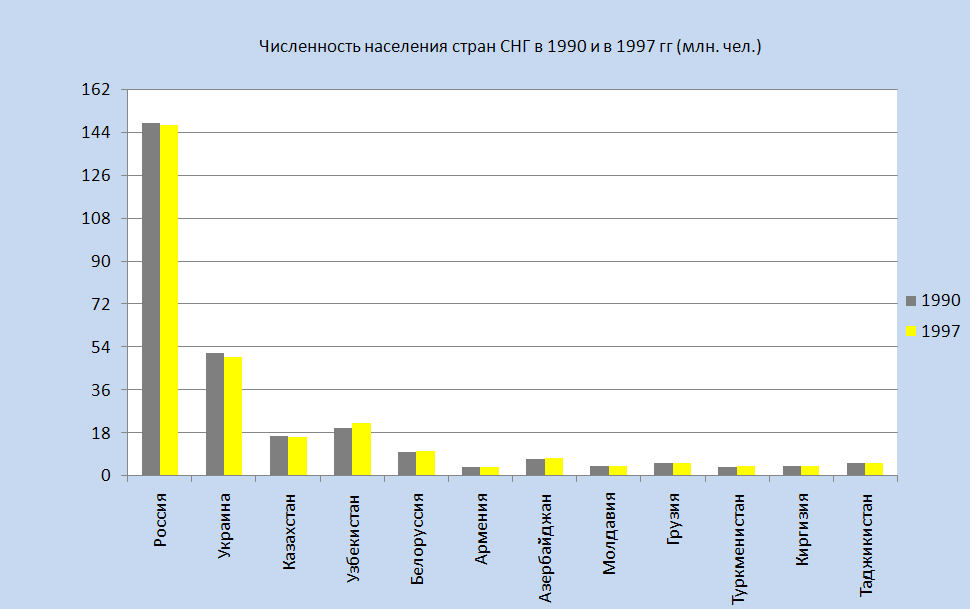 Численность населения стран СНГ в 1990 и в 1997 гг (млн. чел.)
162
144
126
108
90
72
54
36
18
0
Россия
Украина
Казахстан
Узбекистан
Белоруссия
Армения
Азербайджан
Молдавия
Грузия
Туркменистан
Киргизия
Таджикистан
1990
1997